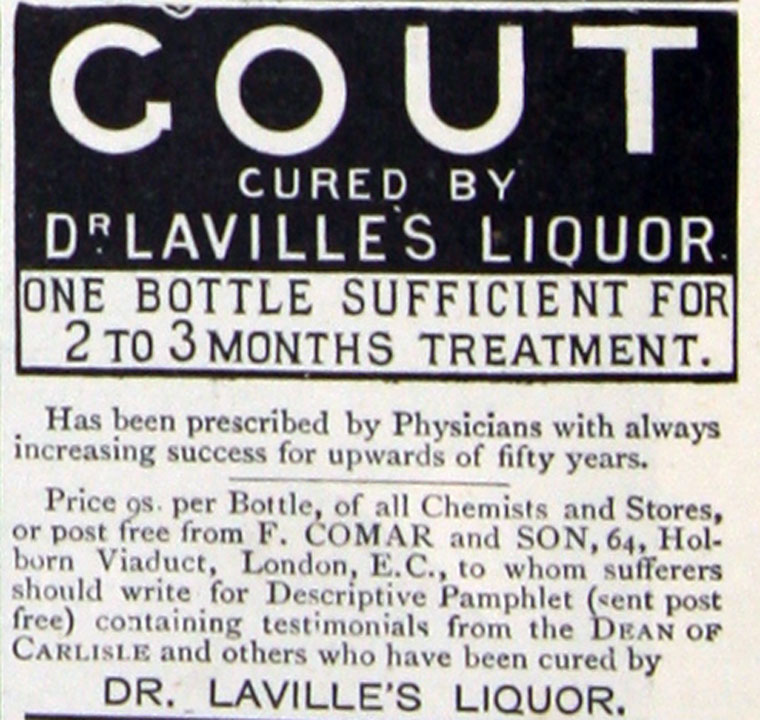 GOUT
CURED BY
DR. LAVILLE'S LIQUOR.
ONE BOTTLE SUFFICIENT FOR
2 TO 3 MONTHS TREATMENT.
Has been prescribed by Physicians with always
increasing success for upwards of fifty years.
Price 9s. per Bottle, of all Chemists and Stores,
or post free from F. COMAR and SON, 64, Hol-
born Viaduct, London, E.C., to whom sufferers
should write for Descriptive Pamphlet (sent post
free) containing testimonials from the DEAN OF
CARLISLE and others who have been cured by
DR. LAVILLE'S LIQUOR.